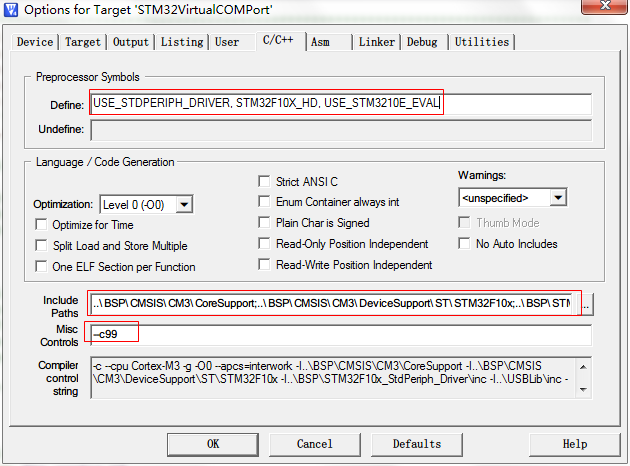 Options for Target 'STM32VirtualCOMPort'
Device Target Output Listing User C/C++ Asm Linker Debug Utilities
Preprocessor Symbols
Define: USE_STDPERIPH_DRIVER, STM32F10X_HD, USE_STM3210E_EVAL
Undefine:
Language / Code Generation
Optimization: Level 0 (-O0)
Optimize for Time
Split Load and Store Multiple
One ELF Section per Function
Strict ANSI C
Enum Container always int
Plain Char is Signed
Read-Only Position Independent
Read-Write Position Independent
Warnings:
<unspecified>
Thumb Mode
No Auto Includes
Include Paths ..\BSP\CMSIS\CM3\CoreSupport;..\BSP\CMSIS\CM3\DeviceSupport\ST\STM32F10x;..\BSP\STM ...
Misc Controls --c99
Compiler control string -c --cpu Cortex-M3 -g -O0 --apcs=interwork -I..\BSP\CMSIS\CM3\CoreSupport -I..\BSP\CMSIS
\CM3\DeviceSupport\ST\STM32F10x -I..\BSP\STM32F10x_StdPeriph_Driver\inc -I..\USBLib\inc -
OK Cancel Defaults Help